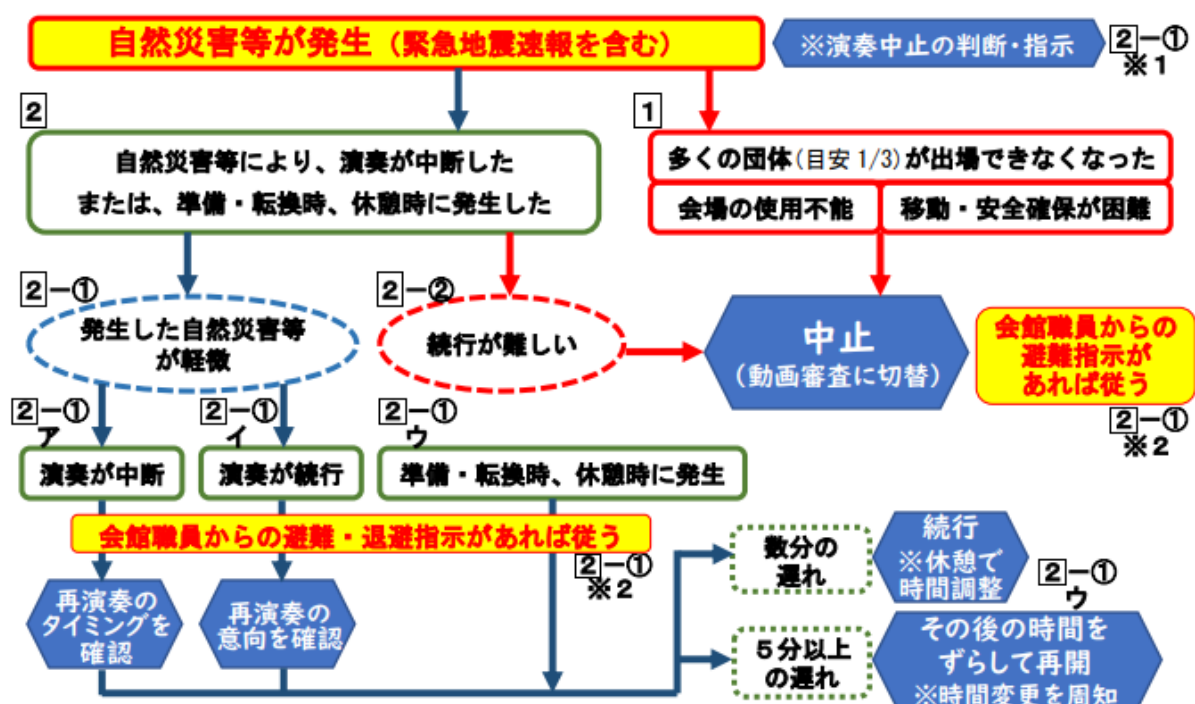 自然災害等が発生（緊急地震速報を含む）
※演奏中止の判断・指示
2－①
※1
2
自然災害等により、演奏が中断した
または、準備・転換時、休憩時に発生した
1
多くの団体(目安 1/3)が出場できなくなった
会場の使用不能
移動・安全確保が困難
2－①
発生した自然災害等
が軽微
2－②
続行が難しい
中止
（動画審査に切替）
会館職員からの
避難指示が
あれば従う
2－①
※2
2－①
ア
演奏が中断
2－①
イ
演奏が続行
2－①
ウ
準備・転換時、休憩時に発生
会館職員からの避難・退避指示があれば従う
2－①
※2
再演奏の
タイミングを
確認
再演奏の
意向を確認
数分の
遅れ
続行
※休憩で
時間調整
2－①
ウ
５分以上
の遅れ
その後の時間を
ずらして再開
※時間変更を周知